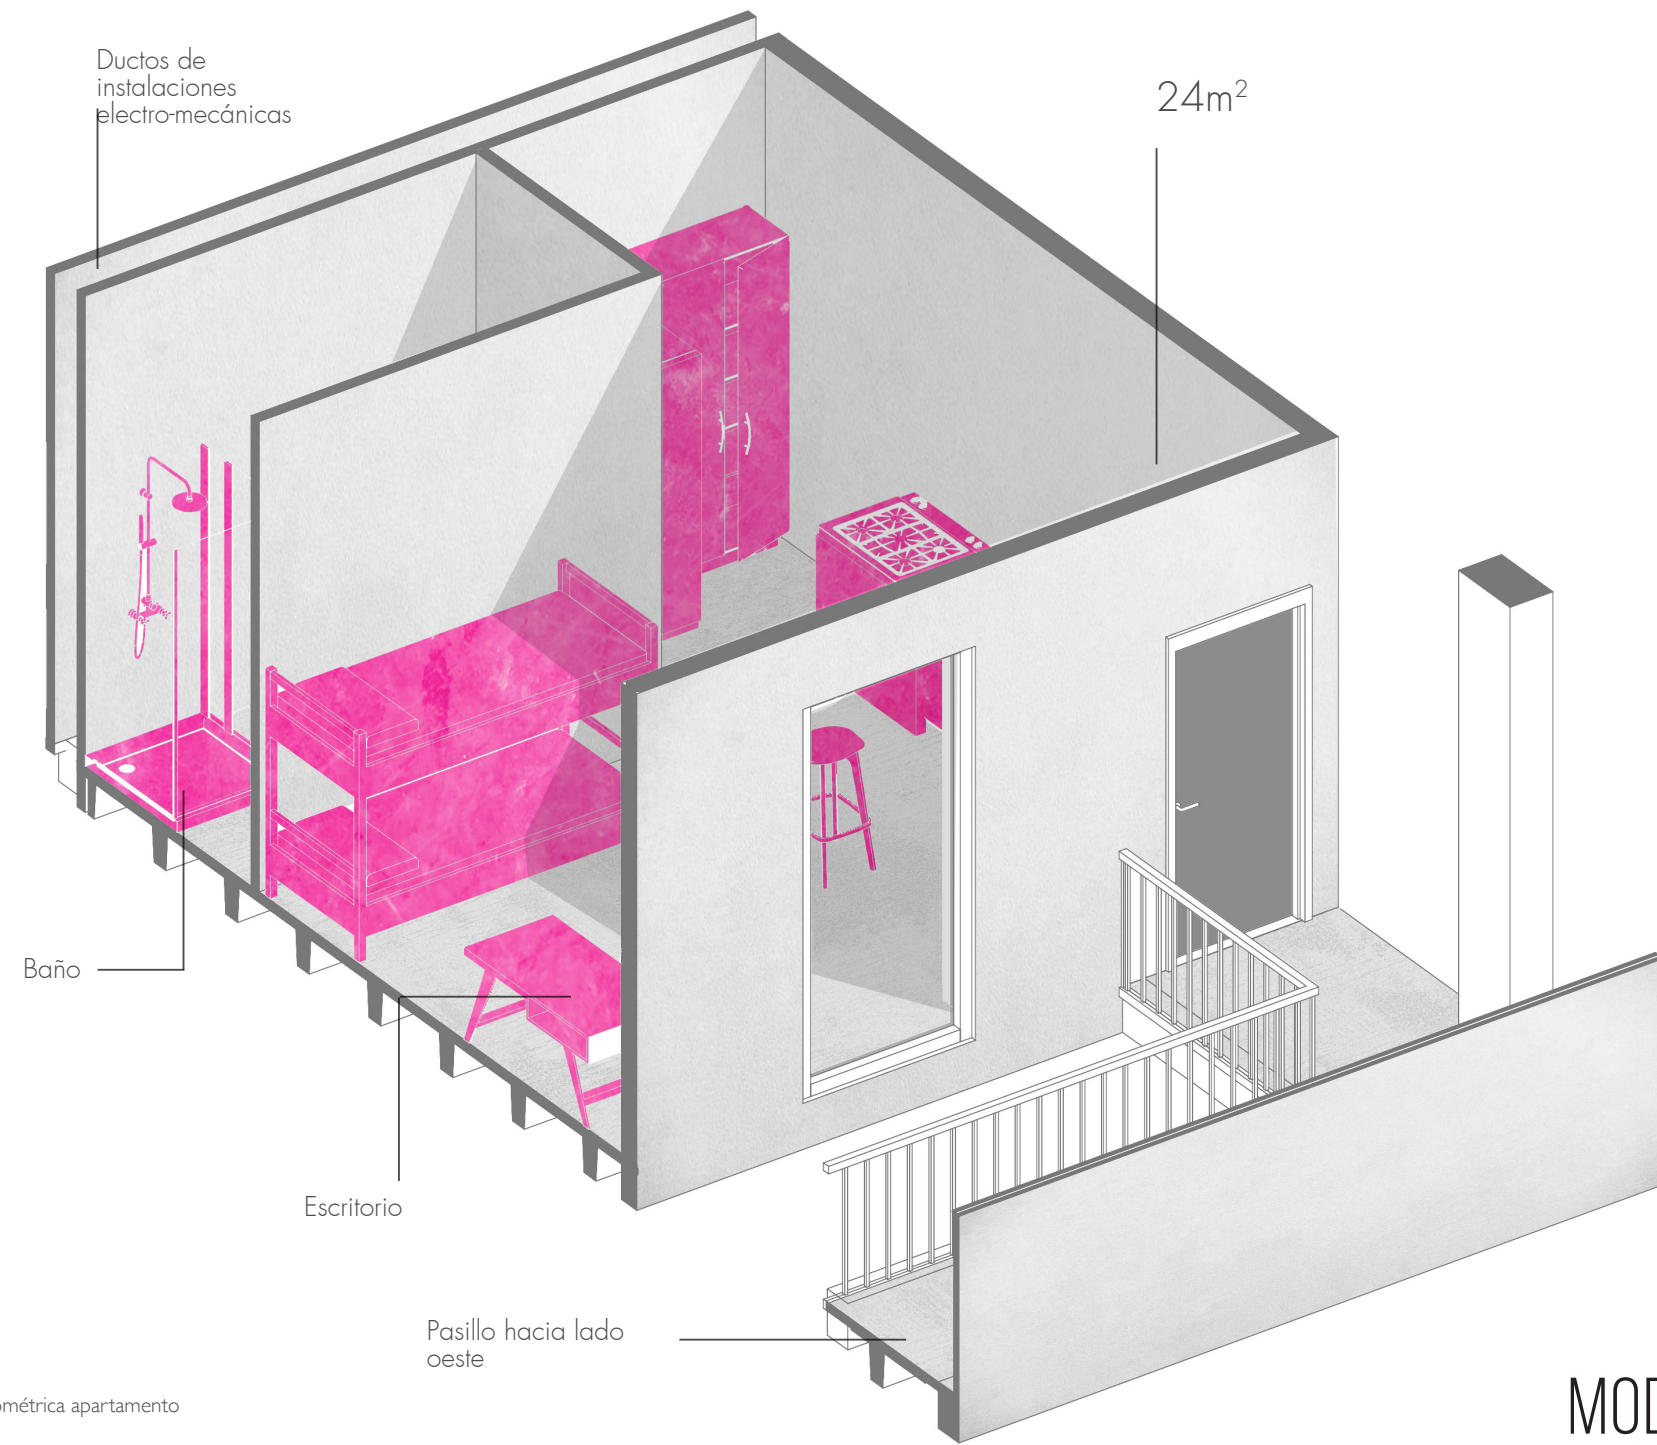 Ductos de
instalaciones
electro-mecánicas
24m²
Baño
Escritorio
Pasillo hacia lado
oeste
ométrica apartamento
MOD